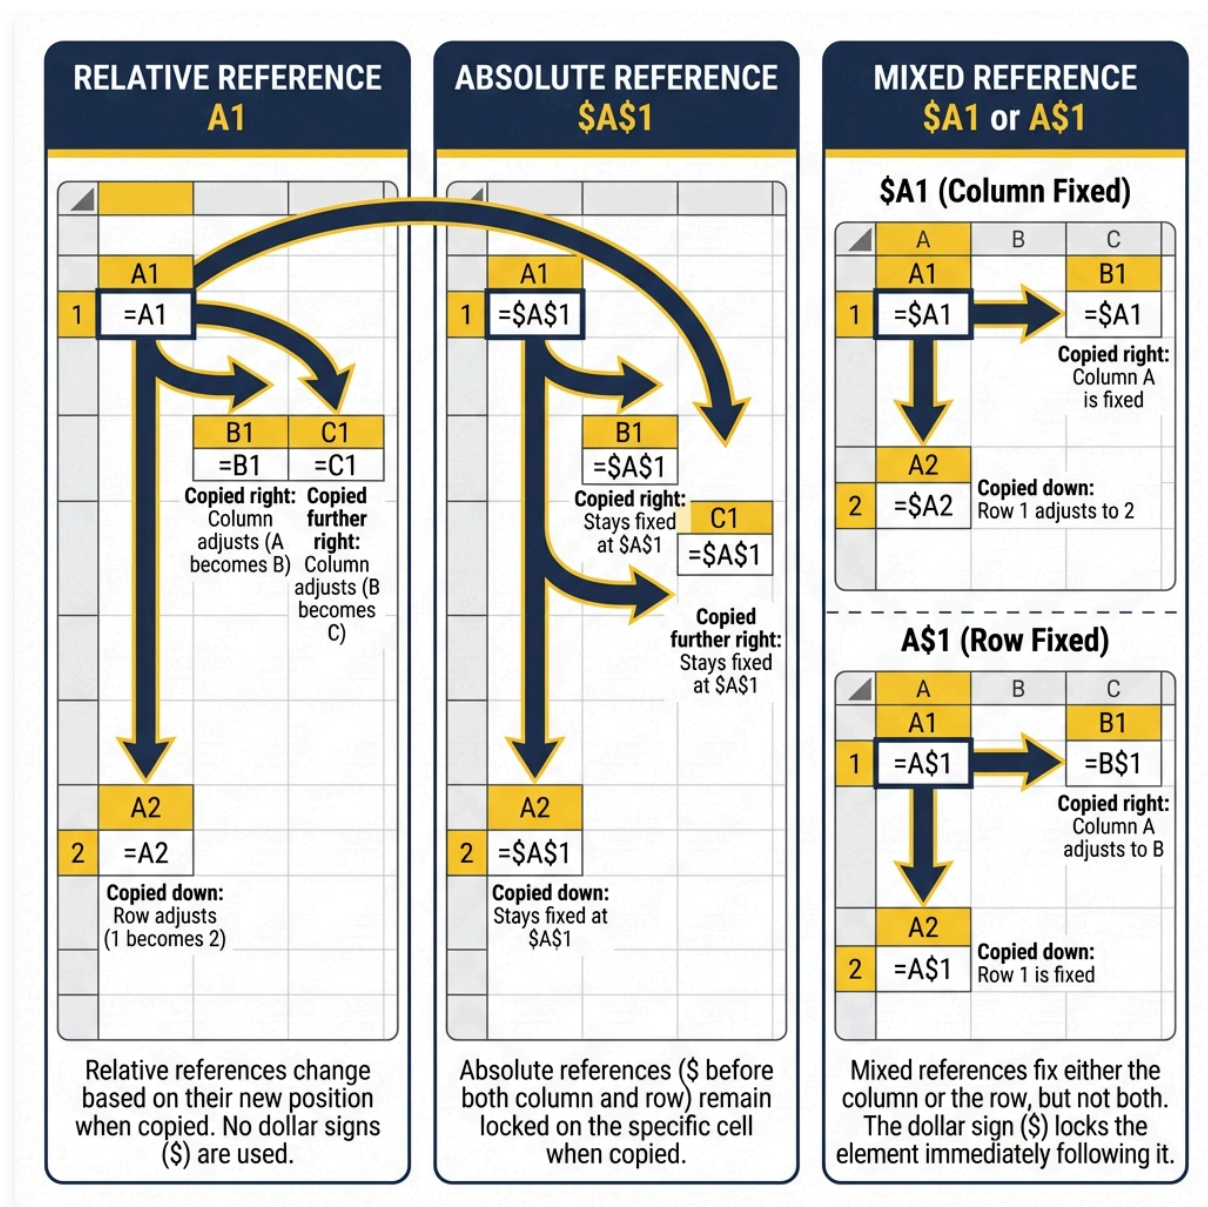 RELATIVE REFERENCE
A1
A1
1
=A1
B1
C1
=B1
=C1
Copied right:
Column
adjusts (A
becomes B)
Copied
further
right:
Column
adjusts (B
becomes
C)
A2
2
=A2
Copied down:
Row adjusts
(1 becomes 2)
Relative references change
based on their new position
when copied. No dollar signs
($) are used.
ABSOLUTE REFERENCE
$A$1
A1
1
=$A$1
B1
=$A$1
Copied right:
Stays fixed
at $A$1
C1
=$A$1
Copied
further right:
Stays fixed
at $A$1
A2
2
=$A$1
Copied down:
Stays fixed at
$A$1
Absolute references ($ before
both column and row) remain
locked on the specific cell
when copied.
MIXED REFERENCE
$A1 or A$1
$A1 (Column Fixed)
A
B
C
A1
B1
1
=$A1
=$A1
Copied right:
Column A
is fixed
A2
2
=$A2
Copied down:
Row 1 adjusts to 2
A$1 (Row Fixed)
A
B
C
A1
B1
1
=A$1
=B$1
Copied right:
Column A
adjusts to B
A2
2
=A$1
Copied down:
Row 1 is fixed
Mixed references fix either the
column or the row, but not both.
The dollar sign ($) locks the
element immediately following it.